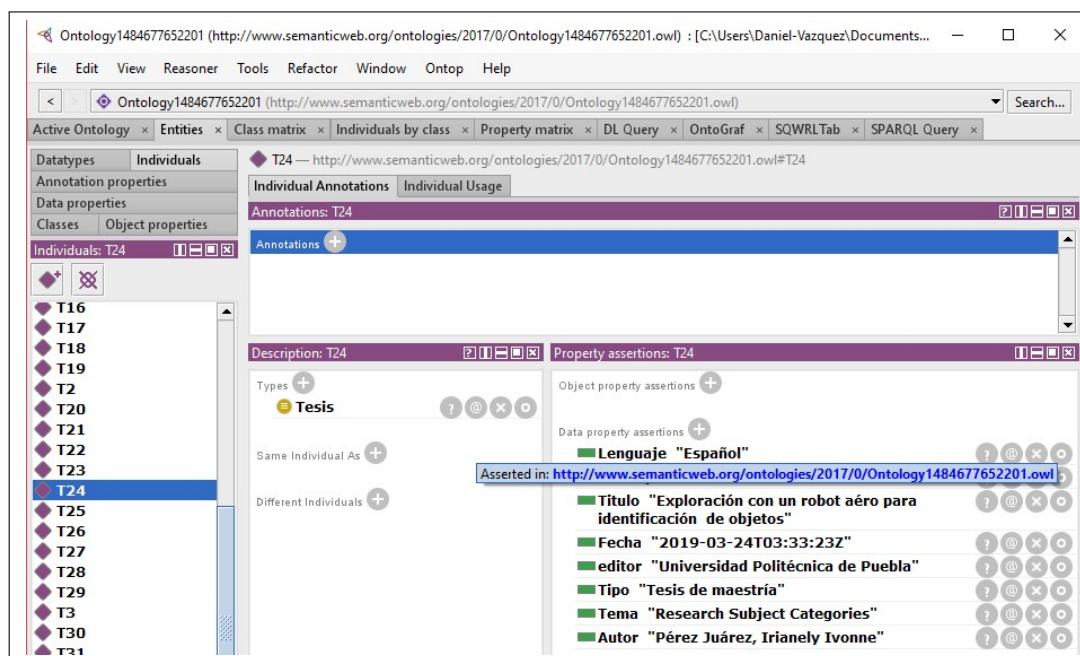 Ontology1484677652201 (http://www.semanticweb.org/ontologies/2017/0/Ontology1484677652201.owl) : [C:\Users\Daniel-Vazquez\Documents...
File Edit View Reasoner Tools Refactor Window Ontop Help
< > Ontology1484677652201 (http://www.semanticweb.org/ontologies/2017/0/Ontology1484677652201.owl) Search...
Active Ontology × Entities × Class matrix × Individuals by class × Property matrix × DL Query × OntoGraf × SQWRLTab × SPARQL Query ×
Datatypes Individuals
Annotation properties
Data properties
Classes Object properties
T24 — http://www.semanticweb.org/ontologies/2017/0/Ontology1484677652201.owl#T24
Individual Annotations Individual Usage
Annotations: T24
Annotations
Individuals: T24
T16
T17
T18
T19
T2
T20
T21
T22
T23
T24
T25
T26
T27
T28
T29
T3
T30
T31
Description: T24
Types
Tesis
Same Individual As
Different Individuals
Property assertions: T24
Object property assertions
Data property assertions
Lenguaje "Español"
Asserted in: http://www.semanticweb.org/ontologies/2017/0/Ontology1484677652201.owl
Titulo "Exploración con un robot aéro para
identificación de objetos"
Fecha "2019-03-24T03:33:23Z"
editor "Universidad Politécnica de Puebla"
Tipo "Tesis de maestría"
Tema "Research Subject Categories"
Autor "Pérez Juárez, Irianely Ivonne"